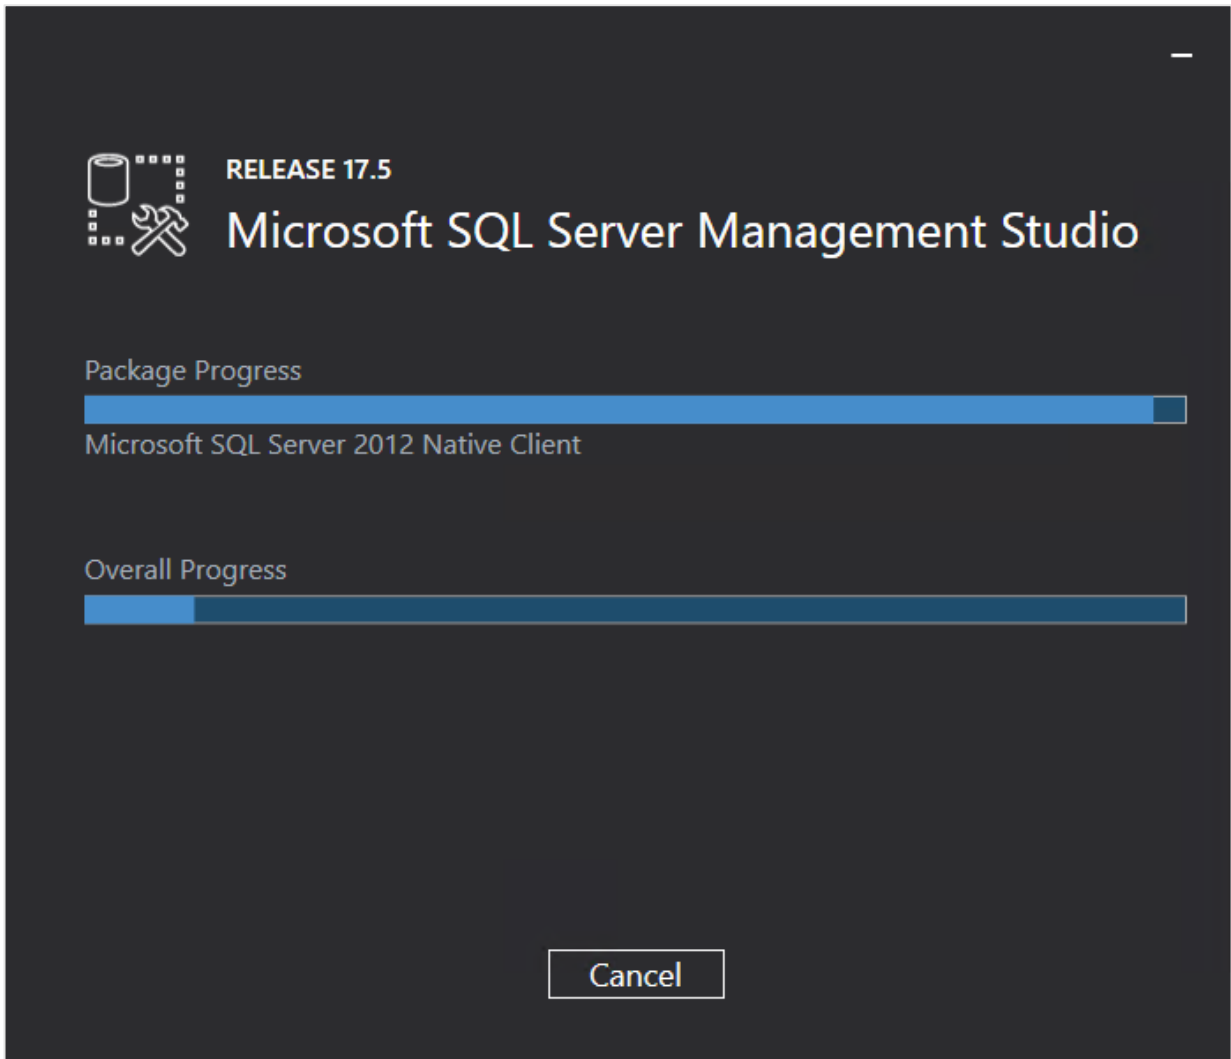 RELEASE 17.5
Microsoft SQL Server Management Studio
Package Progress
Microsoft SQL Server 2012 Native Client
Overall Progress
Cancel